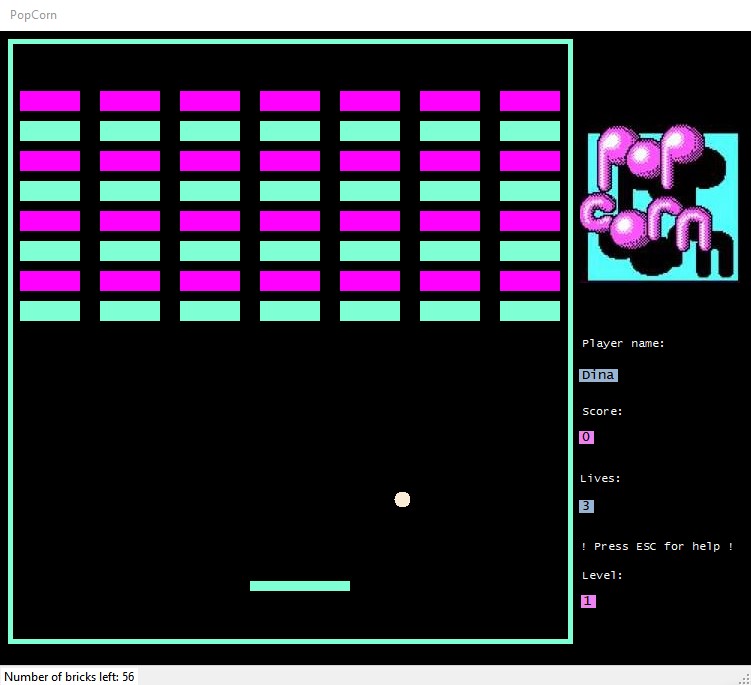 PopCorn
pop
corn
Player name:
Dina
Score:
0
Lives:
3
! Press ESC for help !
Level:
1
Number of bricks left: 56